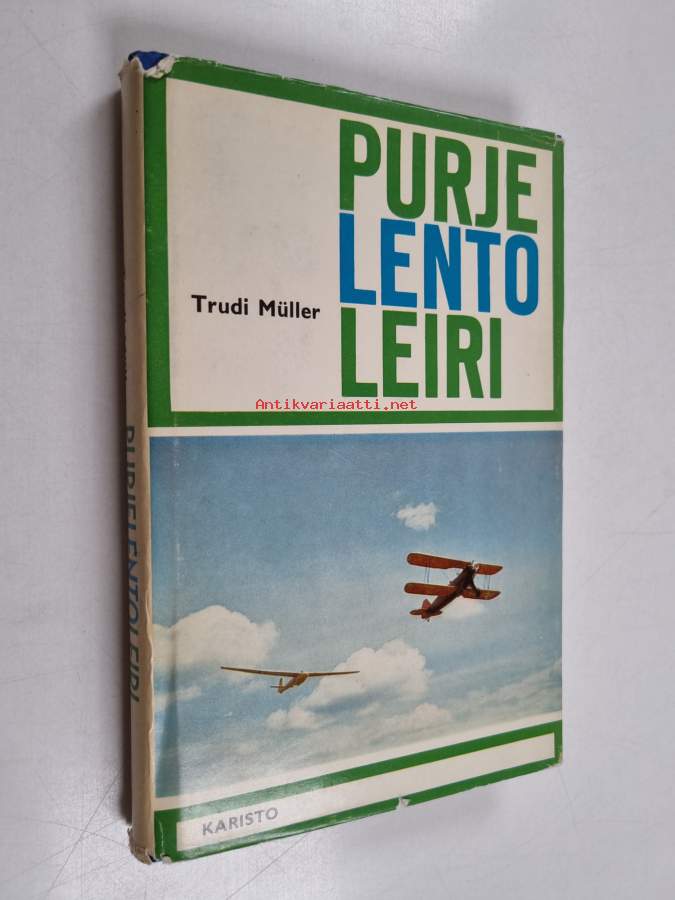 PURJE
LENTO
LEIRI
Trudi Müller
Antikvariaatti.net
KARISTO
PURJELENTOLEIRI